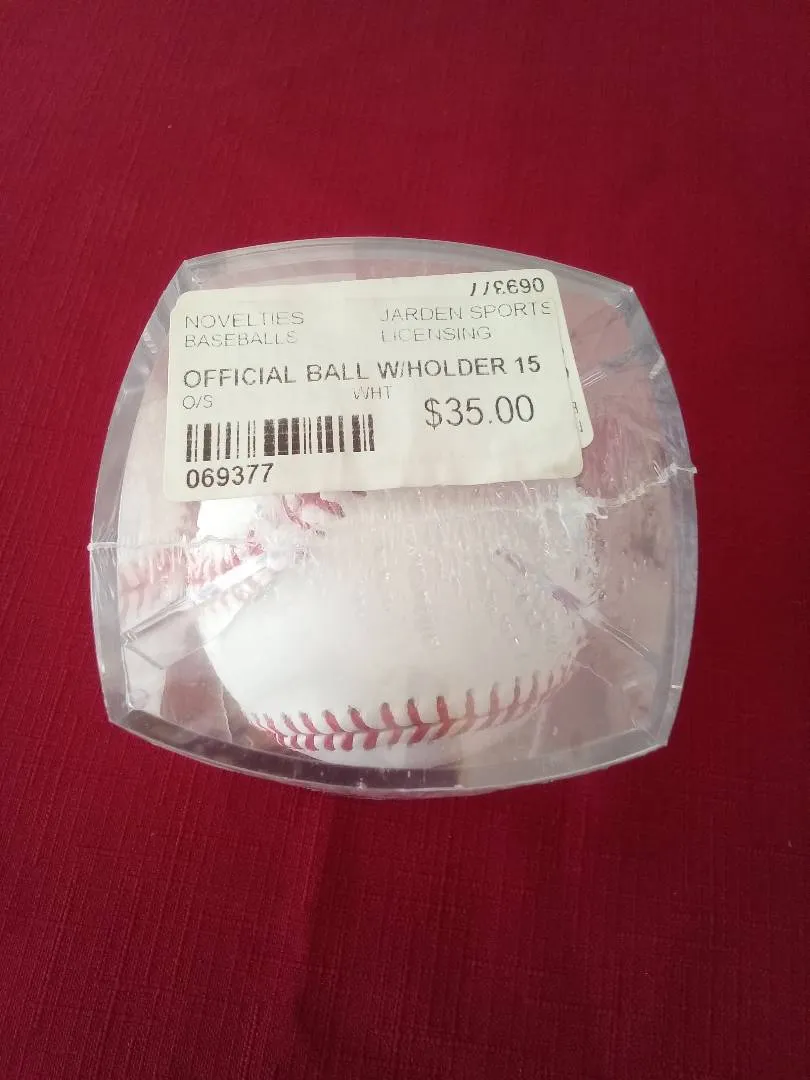 069377
NOVELTIES JARDEN SPORTS
BASEBALLS LICENSING
OFFICIAL BALL W/HOLDER 15
O/S WHT $35.00
069377